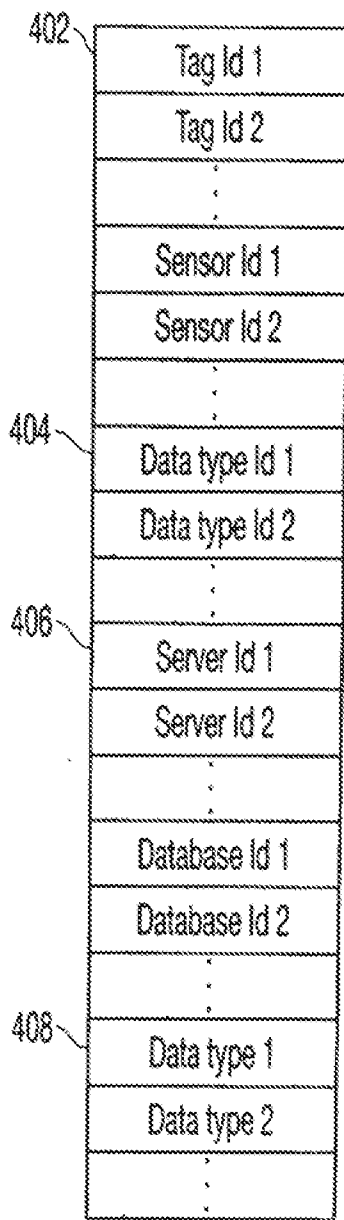 402
Tag Id 1
Tag Id 2
Sensor Id 1
Sensor Id 2
404
Data type Id 1
Data type Id 2
406
Server Id 1
Server Id 2
Database Id 1
Database Id 2
408
Data type 1
Data type 2